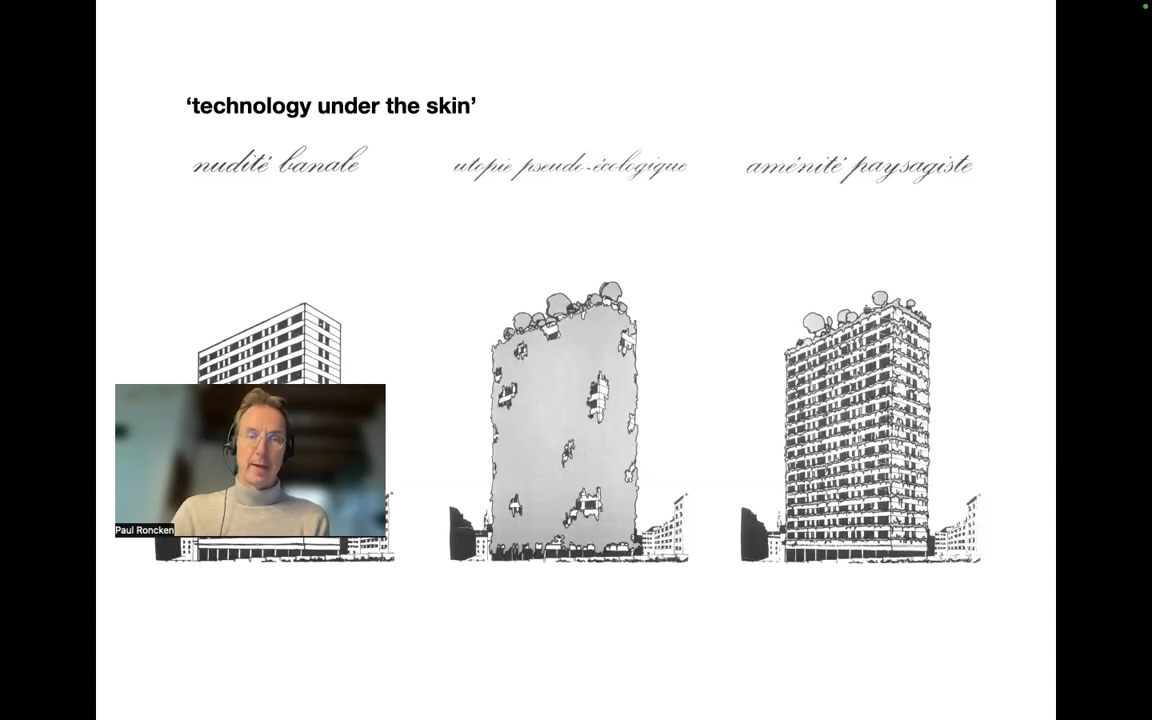 ‘technology under the skin’
nudité banale
utopie pseudo-écologique
aménité paysagiste
Paul Roncken